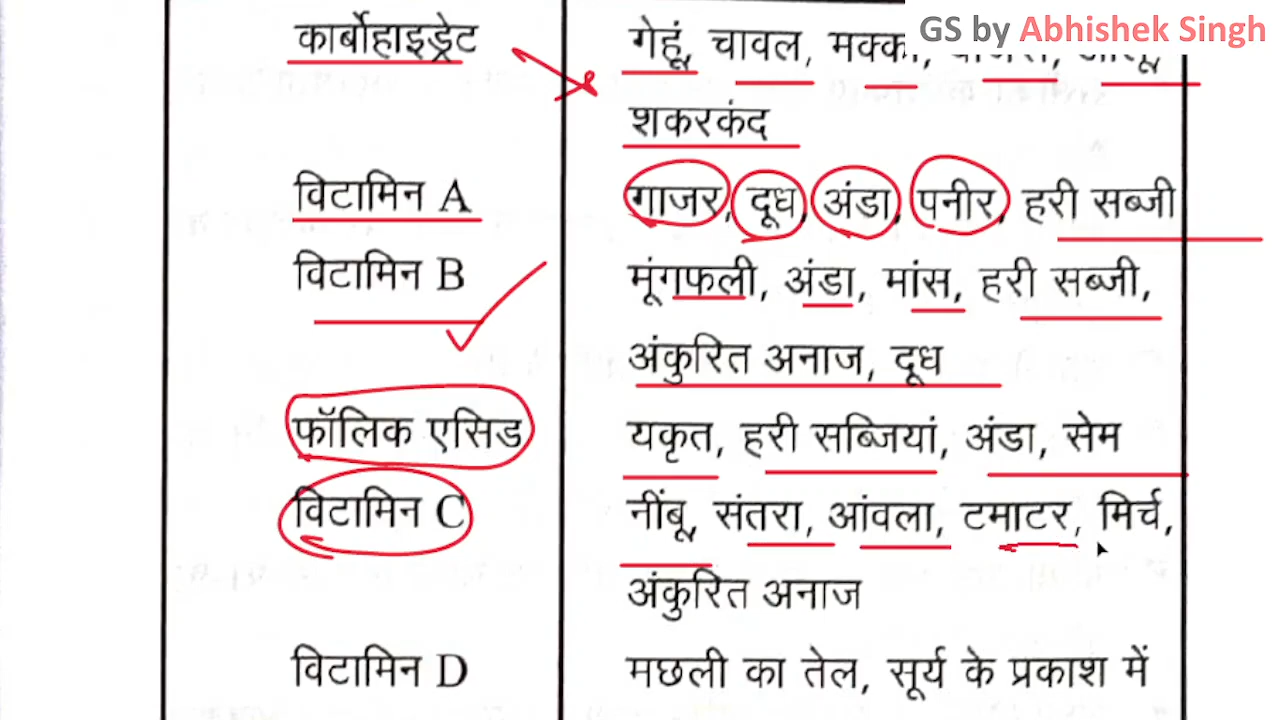 GS by Abhishek Singh
कार्बोहाइड्रेट गेहूं, चावल, मक्का,
शकरकंद
विटामिन A गाजर, दूध, अंडा, पनीर, हरी सब्जी
विटामिन B मूंगफली, अंडा, मांस, हरी सब्जी,
अंकुरित अनाज, दूध
फॉलिक एसिड यकृत, हरी सब्जियां, अंडा, सेम
विटामिन C नींबू, संतरा, आंवला, टमाटर, मिर्च,
अंकुरित अनाज
विटामिन D मछली का तेल, सूर्य के प्रकाश में